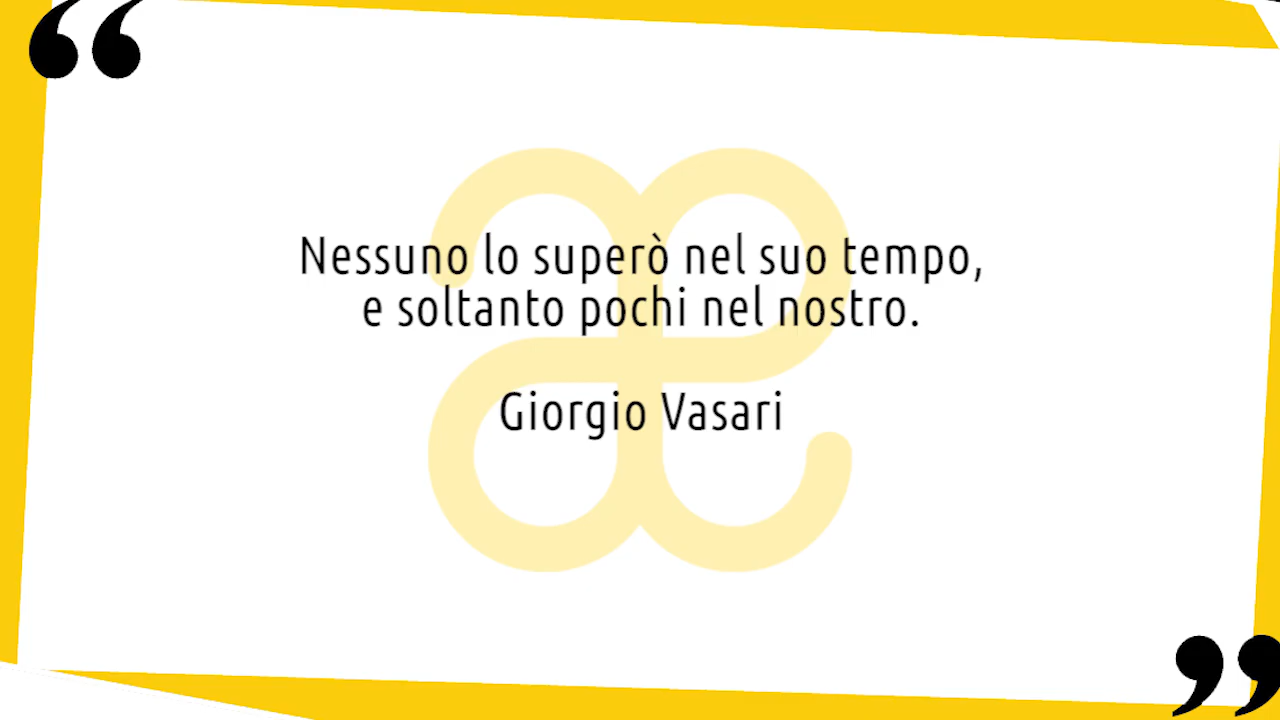 “
Nessuno lo superò nel suo tempo,
e soltanto pochi nel nostro.
Giorgio Vasari
”